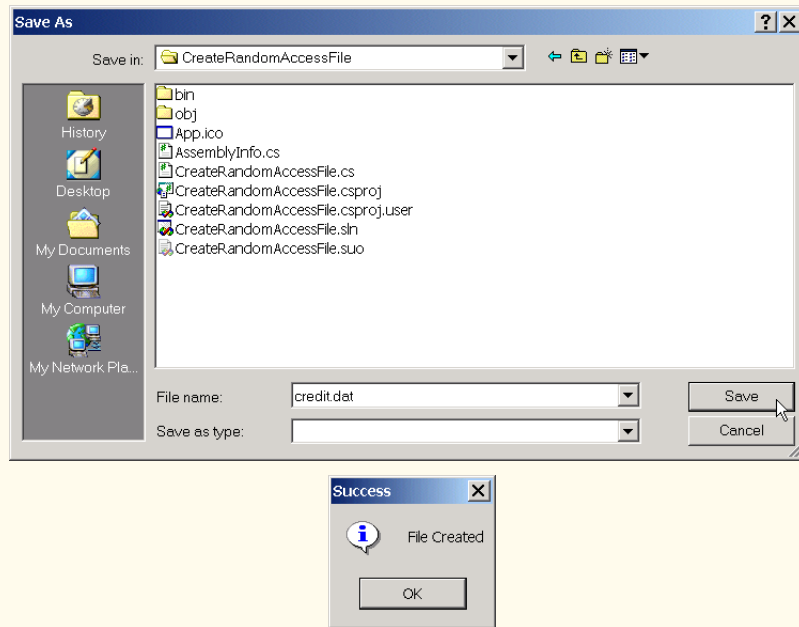 Save As
Save in: CreateRandomAccessFile
History
Desktop
My Documents
My Computer
My Network Pla...
bin
obj
App.ico
AssemblyInfo.cs
CreateRandomAccessFile.cs
CreateRandomAccessFile.csproj
CreateRandomAccessFile.csproj.user
CreateRandomAccessFile.sln
CreateRandomAccessFile.suo
File name: credit.dat
Save
Save as type:
Cancel
Success
File Created
OK